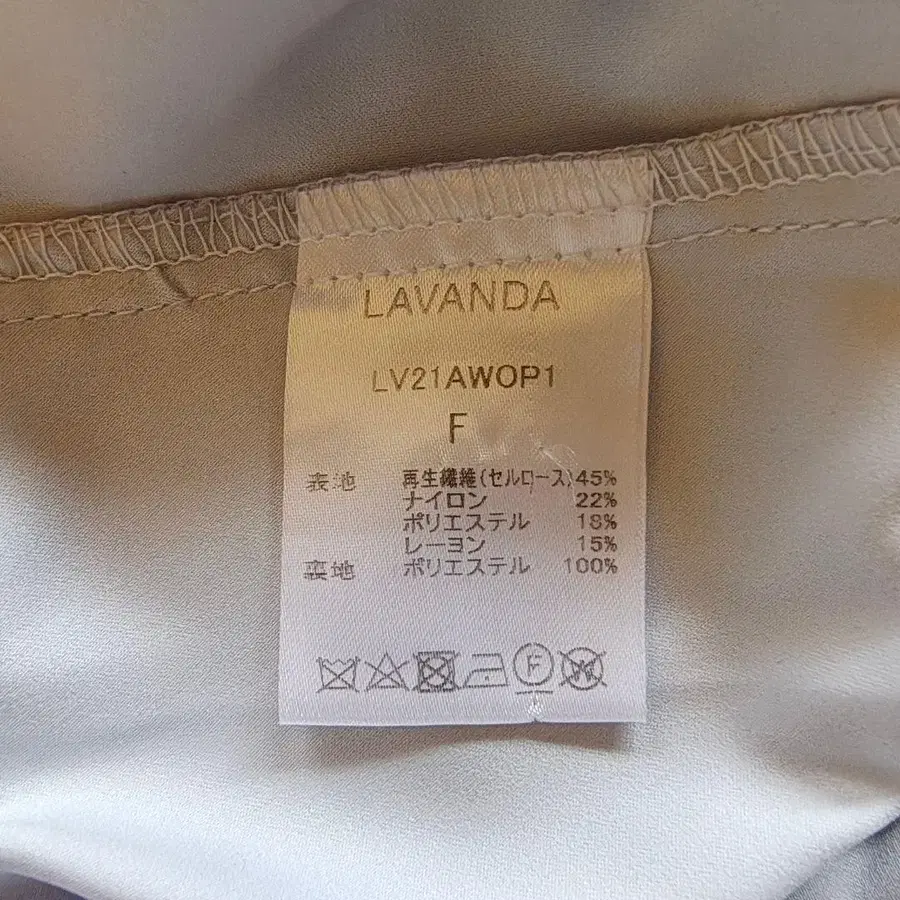 LAVANDA
LV21AWOP1
F
表地 再生繊維(セルロース)45%
ナイロン 22%
ポリエステル 18%
レーヨン 15%
裏地 ポリエステル 100%
F
W